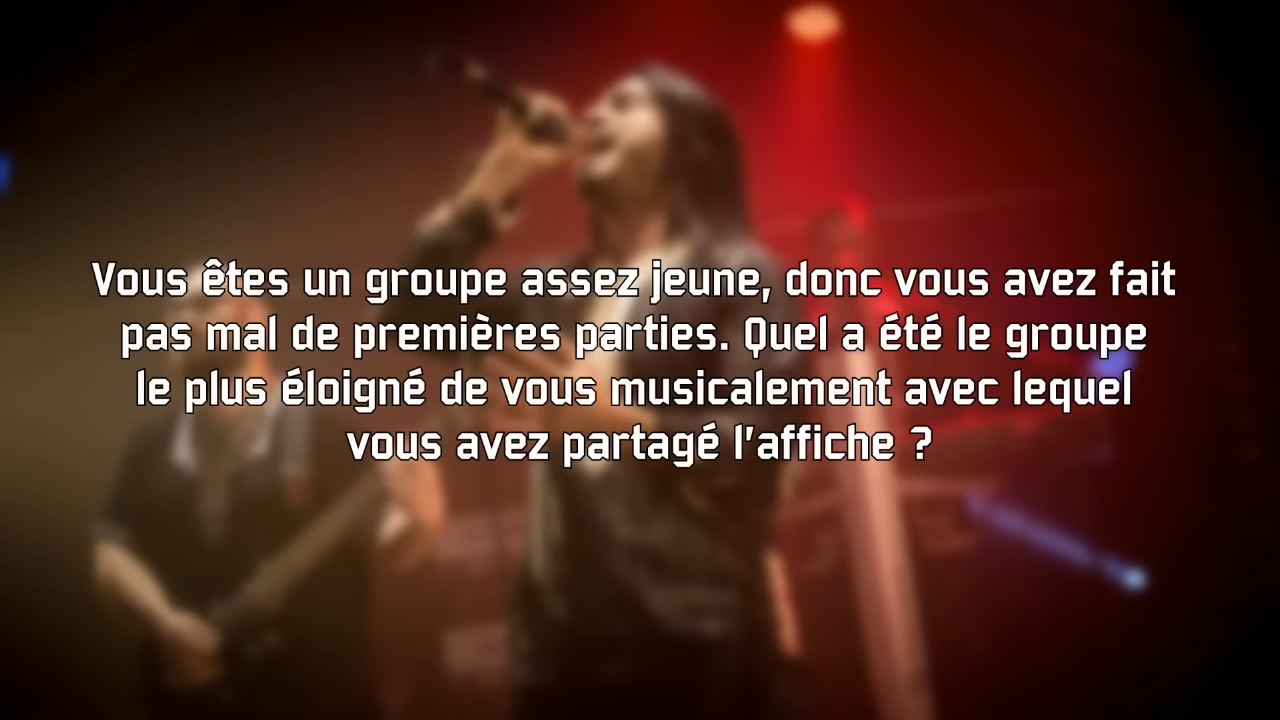 Vous êtes un groupe assez jeune, donc vous avez fait
pas mal de premières parties. Quel a été le groupe
le plus éloigné de vous musicalement avec lequel
vous avez partagé l'affiche ?